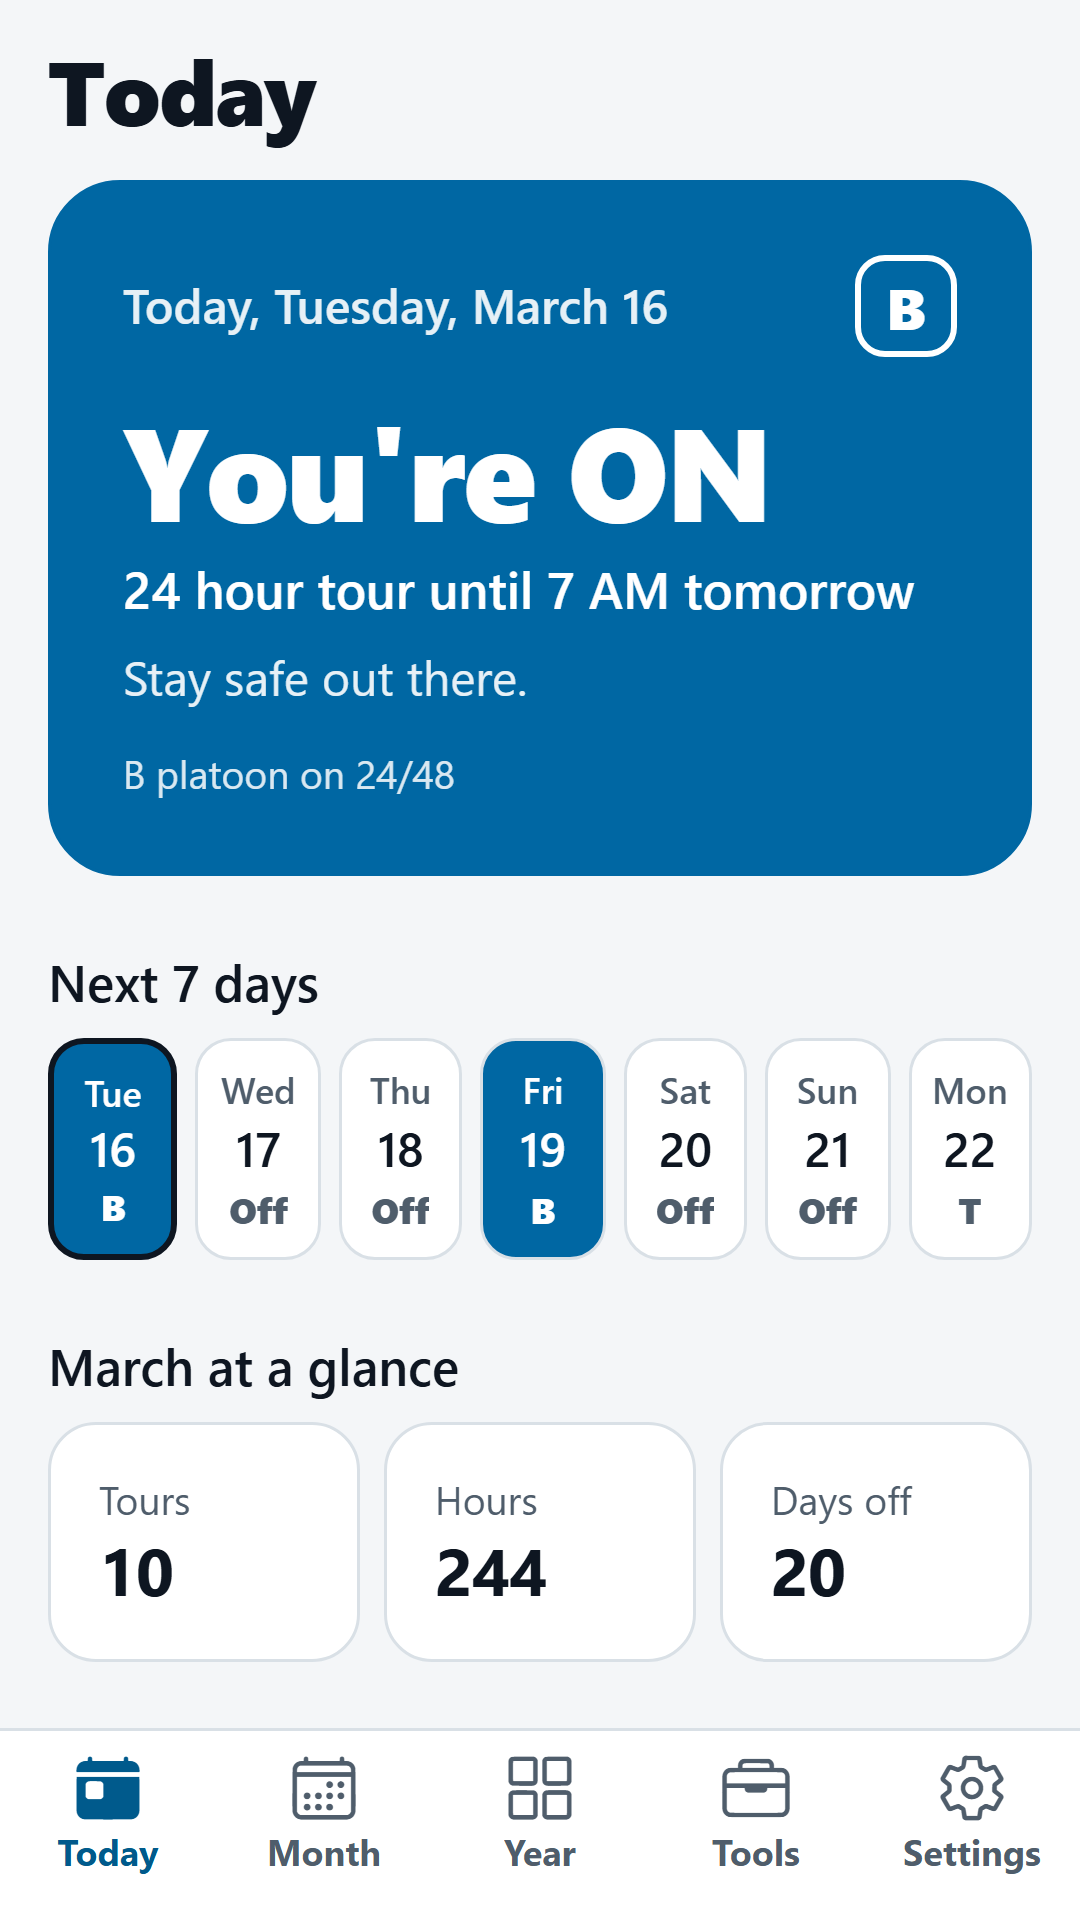 Today
Today, Tuesday, March 16
B
You're ON
24 hour tour until 7 AM tomorrow
Stay safe out there.
B platoon on 24/48
Next 7 days
Tue Wed Thu Fri Sat Sun Mon
16 17 18 19 20 21 22
B Off Off B Off Off T
March at a glance
Tours Hours Days off
10 244 20
Today Month Year Tools Settings